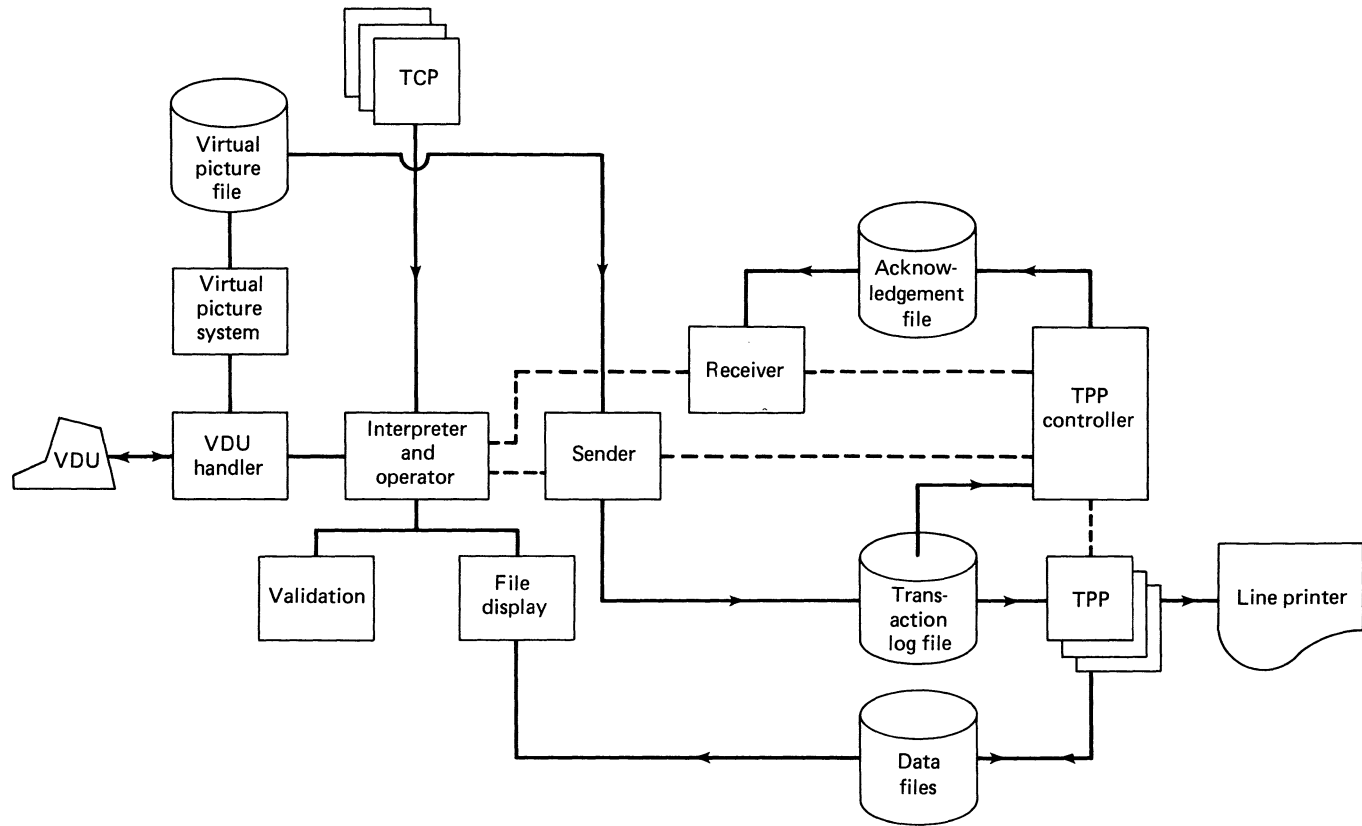 TCP
Virtual
picture
file
Acknow-
ledgement
file
Virtual
picture
system
Receiver
TPP
controller
VDU
VDU
handler
Interpreter
and
operator
Sender
Validation
File
display
Trans-
action
log file
TPP
Line printer
Data
files